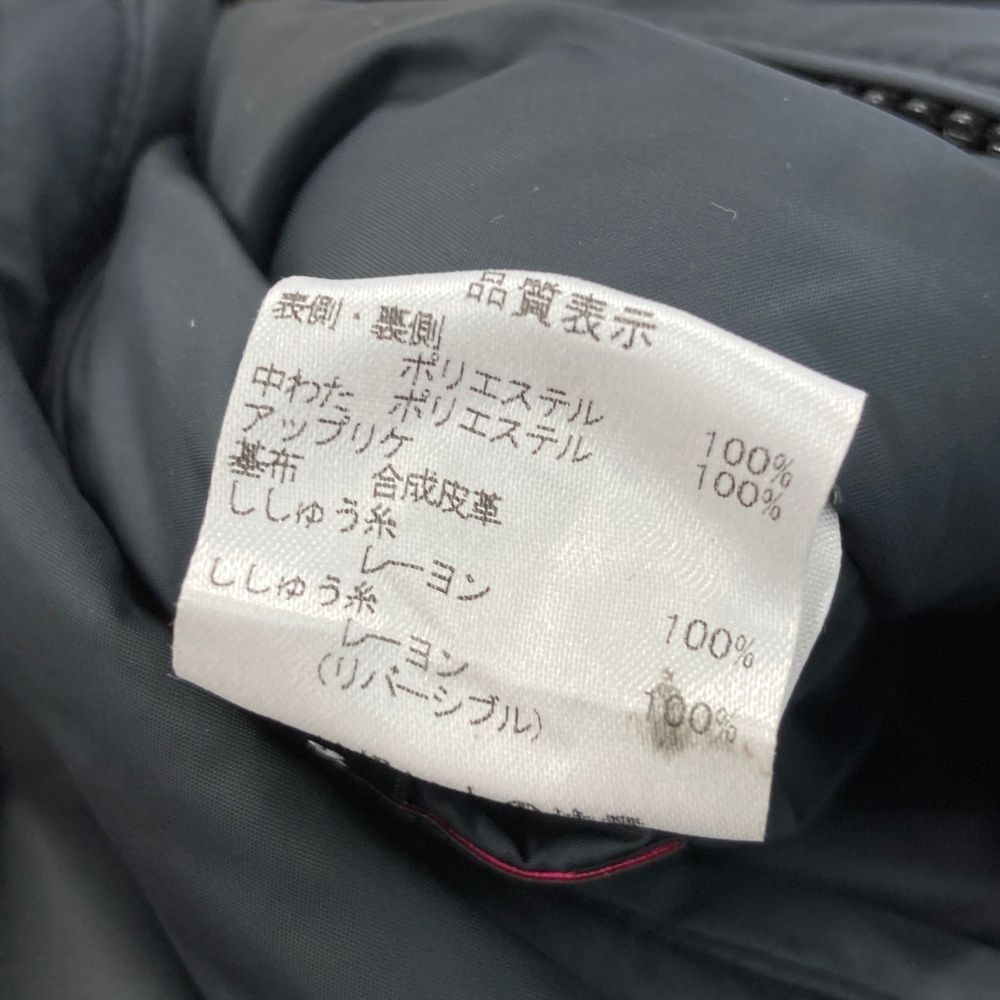 品質表示
表側・裏側
ポリエステル 100%
中わた ポリエステル 100%
アップリケ
基布 合成皮革
ししゅう糸
レーヨン 100%
ししゅう糸
レーヨン 100%
(リバーシブル)